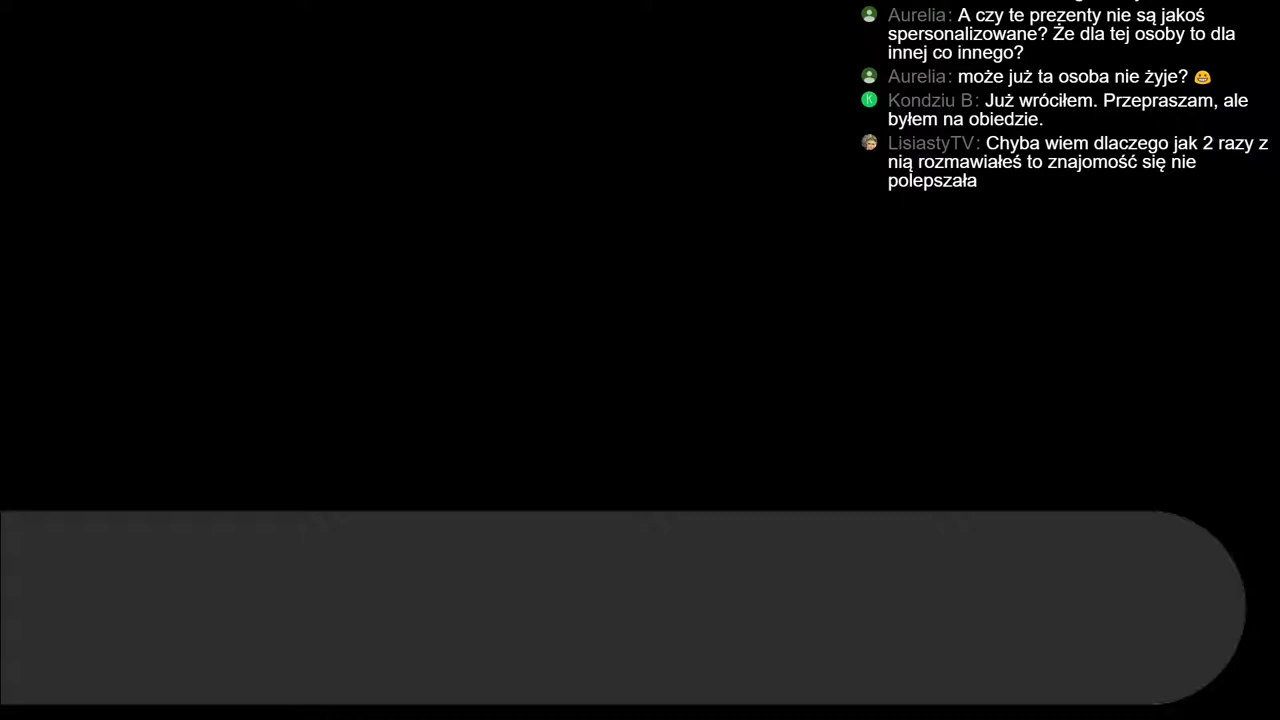 Aurelia: A czy te prezenty nie są jakoś
spersonalizowane? Że dla tej osoby to dla
innej co innego?
Aurelia: może już ta osoba nie żyje? 😀
K Kondziu B: Już wróciłem. Przepraszam, ale
byłem na obiedzie.
LisiastyTV: Chyba wiem dlaczego jak 2 razy z
nią rozmawiałeś to znajomość się nie
polepszała